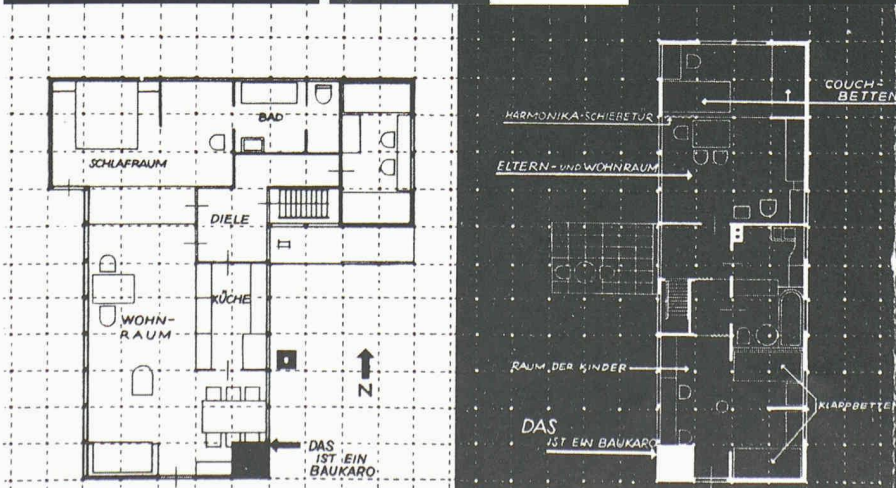 SCHLAFRAUM
BAD
DIELE
KÜCHE
WOHN-
RAUM
N
DAS
IST EIN
BAUKARO
COUCH-
BETTEN
HARMONIKA-SCHIEBETÜR
ELTERN- UND WOHNRAUM
RAUM DER KINDER
KLAPPBETTEN
DAS
IST EIN BAUKARO